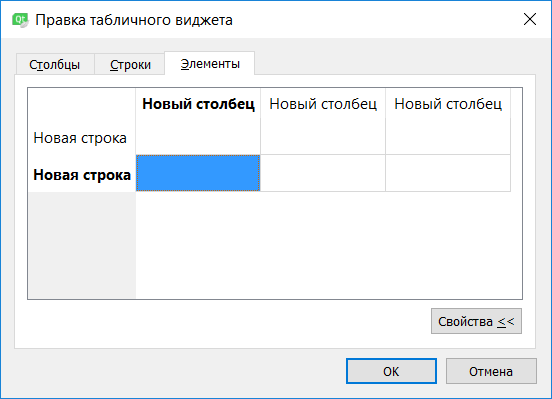 Qt Правка табличного виджета
Столбцы Строки Элементы
Новый столбец Новый столбец Новый столбец
Новая строка
Новая строка
Свойства <<
OK Отмена